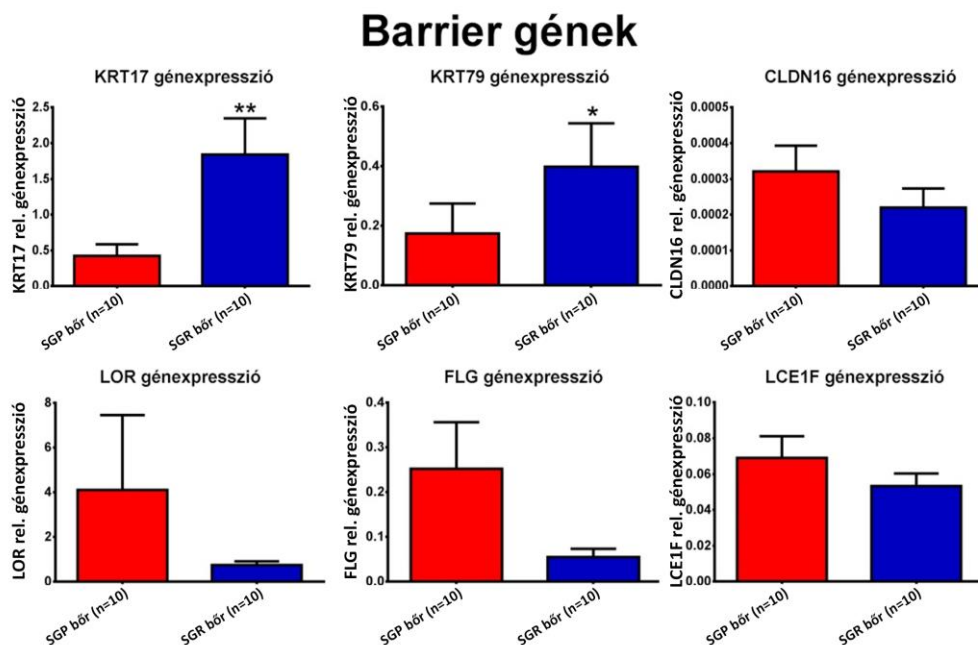 Barrier gének
KRT17 génexpresszió
KRT17 rel. génexpresszió
2.5
2.0
1.5
1.0
0.5
0.0
**
SGP bőr (n=10)
SGR bőr (n=10)
KRT79 génexpresszió
KRT79 rel. génexpresszió
0.6
0.4
0.2
0.0
*
SGP bőr (n=10)
SGR bőr (n=10)
CLDN16 génexpresszió
CLDN16 rel. génexpresszió
0.0005
0.0004
0.0003
0.0002
0.0001
0.0000
SGP bőr (n=10)
SGR bőr (n=10)
LOR génexpresszió
LOR rel. génexpresszió
8
6
4
2
0
SGP bőr (n=10)
SGR bőr (n=10)
FLG génexpresszió
FLG rel. génexpresszió
0.4
0.3
0.2
0.1
0.0
SGP bőr (n=10)
SGR bőr (n=10)
LCE1F génexpresszió
LCE1F rel. génexpresszió
0.10
0.08
0.06
0.04
0.02
0.00
SGP bőr (n=10)
SGR bőr (n=10)